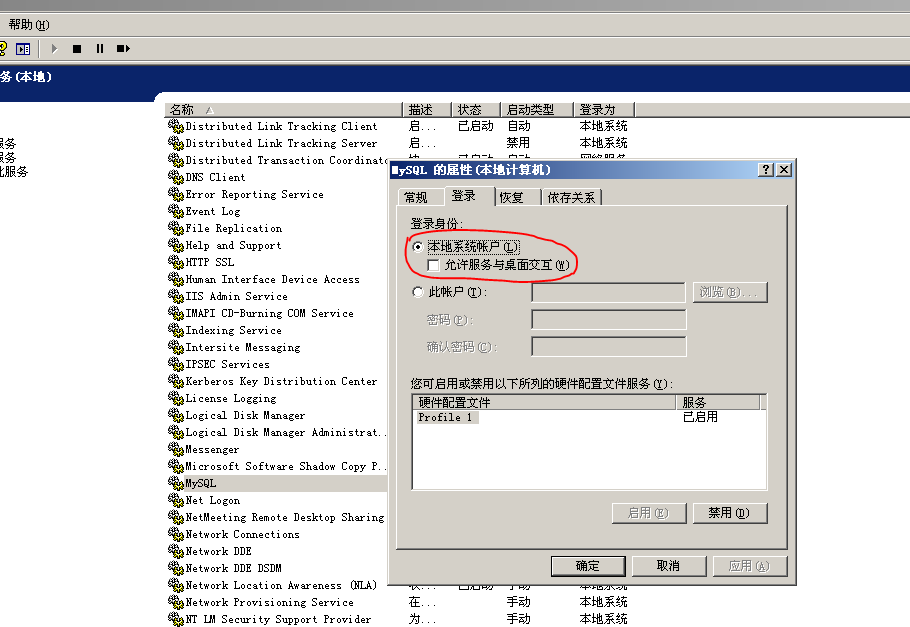 帮助(H)
务(本地)
服务
服务
比服务
名称 描述 状态 启动类型 登录为
Distributed Link Tracking Client 启... 已启动 自动 本地系统
Distributed Link Tracking Server 启... 禁用 本地系统
Distributed Transaction Coordinato
DNS Client
Error Reporting Service
Event Log
File Replication
Help and Support
HTTP SSL
Human Interface Device Access
IIS Admin Service
IMAPI CD-Burning COM Service
Indexing Service
Intersite Messaging
IPSEC Services
Kerberos Key Distribution Center
License Logging
Logical Disk Manager
Logical Disk Manager Administrat..
Messenger
Microsoft Software Shadow Copy P..
MySQL
Net Logon
NetMeeting Remote Desktop Sharing
Network Connections
Network DDE
Network DDE DSDM
Network Location Awareness (NLA) 收... 已启动 手动 本地系统
Network Provisioning Service 在... 手动 本地系统
NT LM Security Support Provider 为... 手动 本地系统
MySQL 的属性(本地计算机)
常规 登录 恢复 依存关系
登录身份:
本地系统帐户(L)
允许服务与桌面交互(W)
此帐户(T): 浏览(B)...
密码(P):
确认密码(C):
您可启用或禁用以下所列的硬件配置文件服务(Y):
硬件配置文件 服务
Profile 1 已启用
启用(E) 禁用(D)
确定 取消 应用(A)